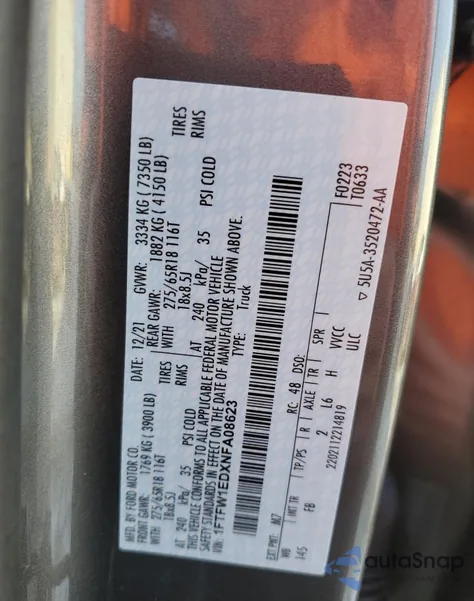 MFD. BY FORD MOTOR CO.
DATE: 12/21 GVWR: 3334 KG ( 7350 LB)
FRONT GAWR: 1769 KG ( 3900 LB)
REAR GAWR: 1882 KG ( 4150 LB)
WITH 275/65R18 116T TIRES
WITH 275/65R18 116T TIRES
18x8.5J RIMS
18x8.5J RIMS
AT 240 kPa/ 35 PSI COLD
AT 240 kPa/ 35 PSI COLD
THIS VEHICLE CONFORMS TO ALL APPLICABLE FEDERAL MOTOR VEHICLE
SAFETY STANDARDS IN EFFECT ON THE DATE OF MANUFACTURE SHOWN ABOVE.
VIN: 1FTFW1EDXNFA08623
TYPE: Truck
F0223
T0633
EXT PNT: M7 RC: 48 DSO:
WB INT TR TP/PS R AXLE TR SPR
145 FB 2 L6 H VVCC
2202112214819 ULC
5U5A-3520472-AA
autoSnap